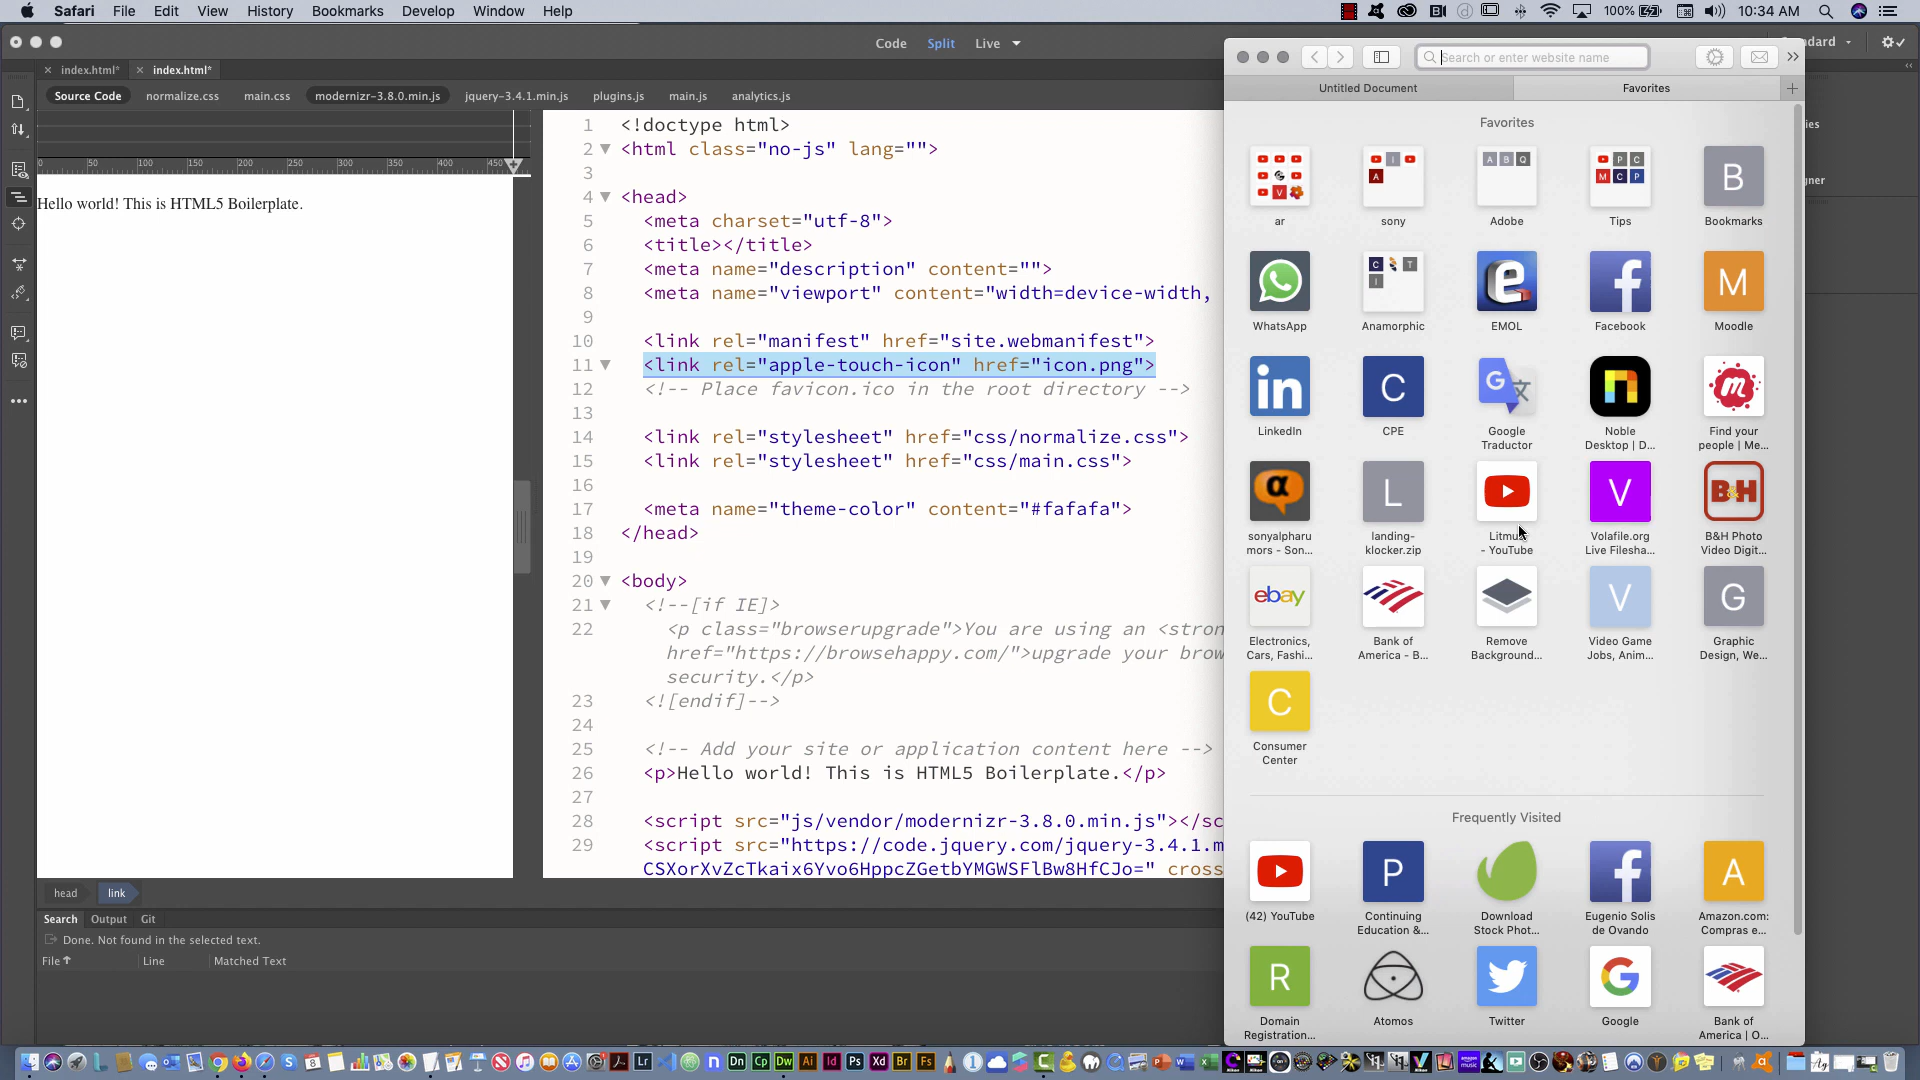 Safari File Edit View History Bookmarks Develop Window Help
100% 10:34 AM
Code Split Live
index.html* index.html*
Source Code normalize.css main.css modernizr-3.8.0.min.js jquery-3.4.1.min.js plugins.js main.js analytics.js
0 50 100 150 200 250 300 350 400 450
Hello world! This is HTML5 Boilerplate.
1 <!doctype html>
2 <html class="no-js" lang="">
3
4 <head>
5 <meta charset="utf-8">
6 <title></title>
7 <meta name="description" content="">
8 <meta name="viewport" content="width=device-width,
9
10 <link rel="manifest" href="site.webmanifest">
11 <link rel="apple-touch-icon" href="icon.png">
12 <!-- Place favicon.ico in the root directory -->
13
14 <link rel="stylesheet" href="css/normalize.css">
15 <link rel="stylesheet" href="css/main.css">
16
17 <meta name="theme-color" content="#fafafa">
18 </head>
19
20 <body>
21 <!--[if IE]>
22 <p class="browserupgrade">You are using an <stron
href="https://browsehappy.com/">upgrade your brow
security.</p>
23 <![endif]-->
24
25 <!-- Add your site or application content here -->
26 <p>Hello world! This is HTML5 Boilerplate.</p>
27
28 <script src="js/vendor/modernizr-3.8.0.min.js"></sc
29 <script src="https://code.jquery.com/jquery-3.4.1.m
CSXorXvZcTkaix6Yvo6HppcZGetbYMGWSFlBw8HfCJo=" cross
head link
Search Output Git
Done. Not found in the selected text.
File Line Matched Text
Search or enter website name
Untitled Document Favorites
Favorites
ar sony Adobe Tips Bookmarks
WhatsApp Anamorphic EMOL Facebook Moodle
LinkedIn CPE Google Traductor Noble Desktop | D... Find your people | Me...
sonyalpharu mors - Son... landing-klocker.zip Litmu - YouTube Volafile.org Live Filesha... B&H Photo Video Digit...
Electronics, Cars, Fashi... Bank of America - B... Remove Background... Video Game Jobs, Anim... Graphic Design, We...
Consumer Center
Frequently Visited
(42) YouTube Continuing Education &... Download Stock Phot... Eugenio Solis de Ovando Amazon.com: Compras e...
Domain Registration... Atomos Twitter Google Bank of America | O...